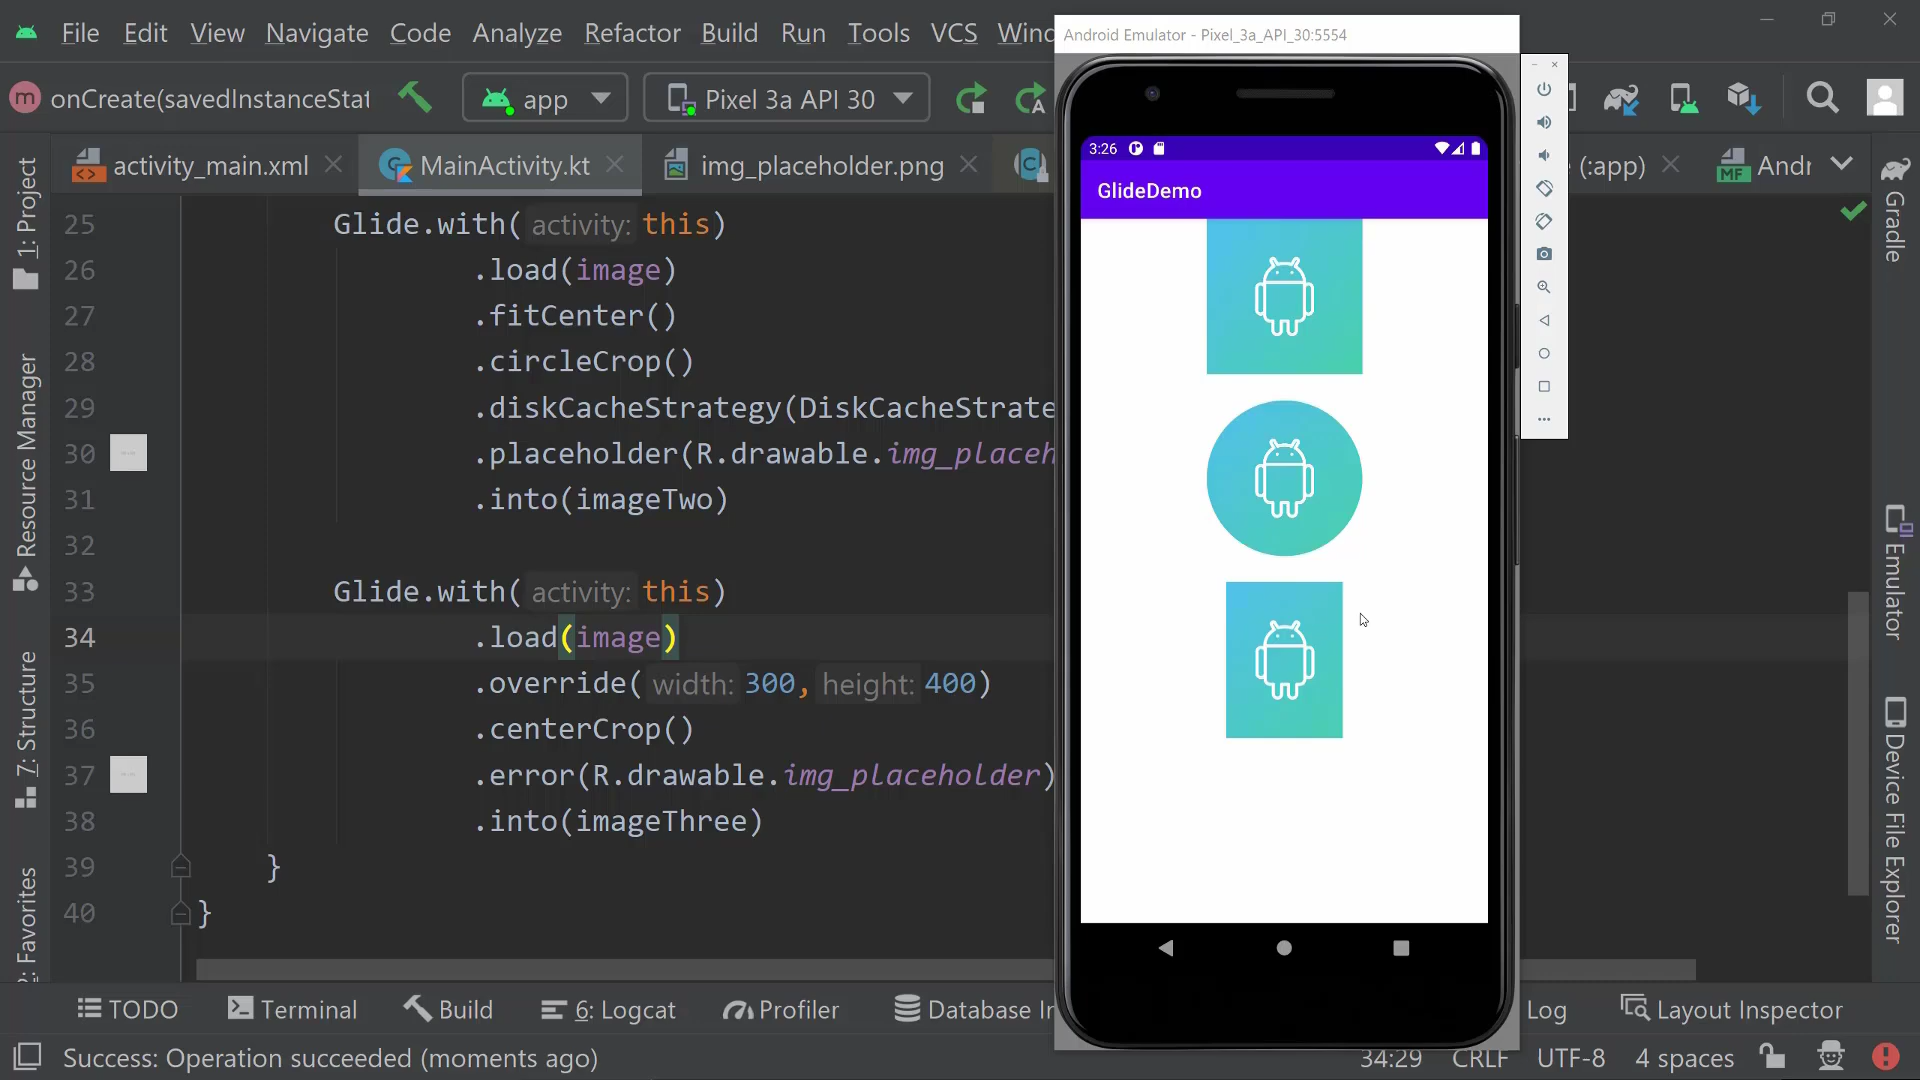 File Edit View Navigate Code Analyze Refactor Build Run Tools VCS Wind
Android Emulator - Pixel_3a_API_30:5554
m onCreate(savedInstanceStat app Pixel 3a API 30
activity_main.xml MainActivity.kt img_placeholder.png C (:app) MF Andr
1: Project
Resource Manager
7: Structure
2: Favorites
25 Glide.with( activity: this)
26 .load(image)
27 .fitCenter()
28 .circleCrop()
29 .diskCacheStrategy(DiskCacheStrate
30 .placeholder(R.drawable.img_placeh
31 .into(imageTwo)
32
33 Glide.with( activity: this)
34 .load(image)
35 .override( width: 300, height: 400)
36 .centerCrop()
37 .error(R.drawable.img_placeholder)
38 .into(imageThree)
39 }
40 }
3:26
GlideDemo
Gradle
Emulator
Device File Explorer
TODO Terminal Build 6: Logcat Profiler Database In Log Layout Inspector
Success: Operation succeeded (moments ago) 34:29 CRLF UTF-8 4 spaces